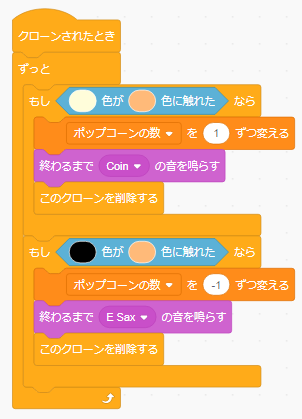 クローンされたとき
ずっと
もし 色が 色に触れた なら
ポップコーンの数 を 1 ずつ変える
終わるまで Coin の音を鳴らす
このクローンを削除する
もし 色が 色に触れた なら
ポップコーンの数 を -1 ずつ変える
終わるまで E Sax の音を鳴らす
このクローンを削除する